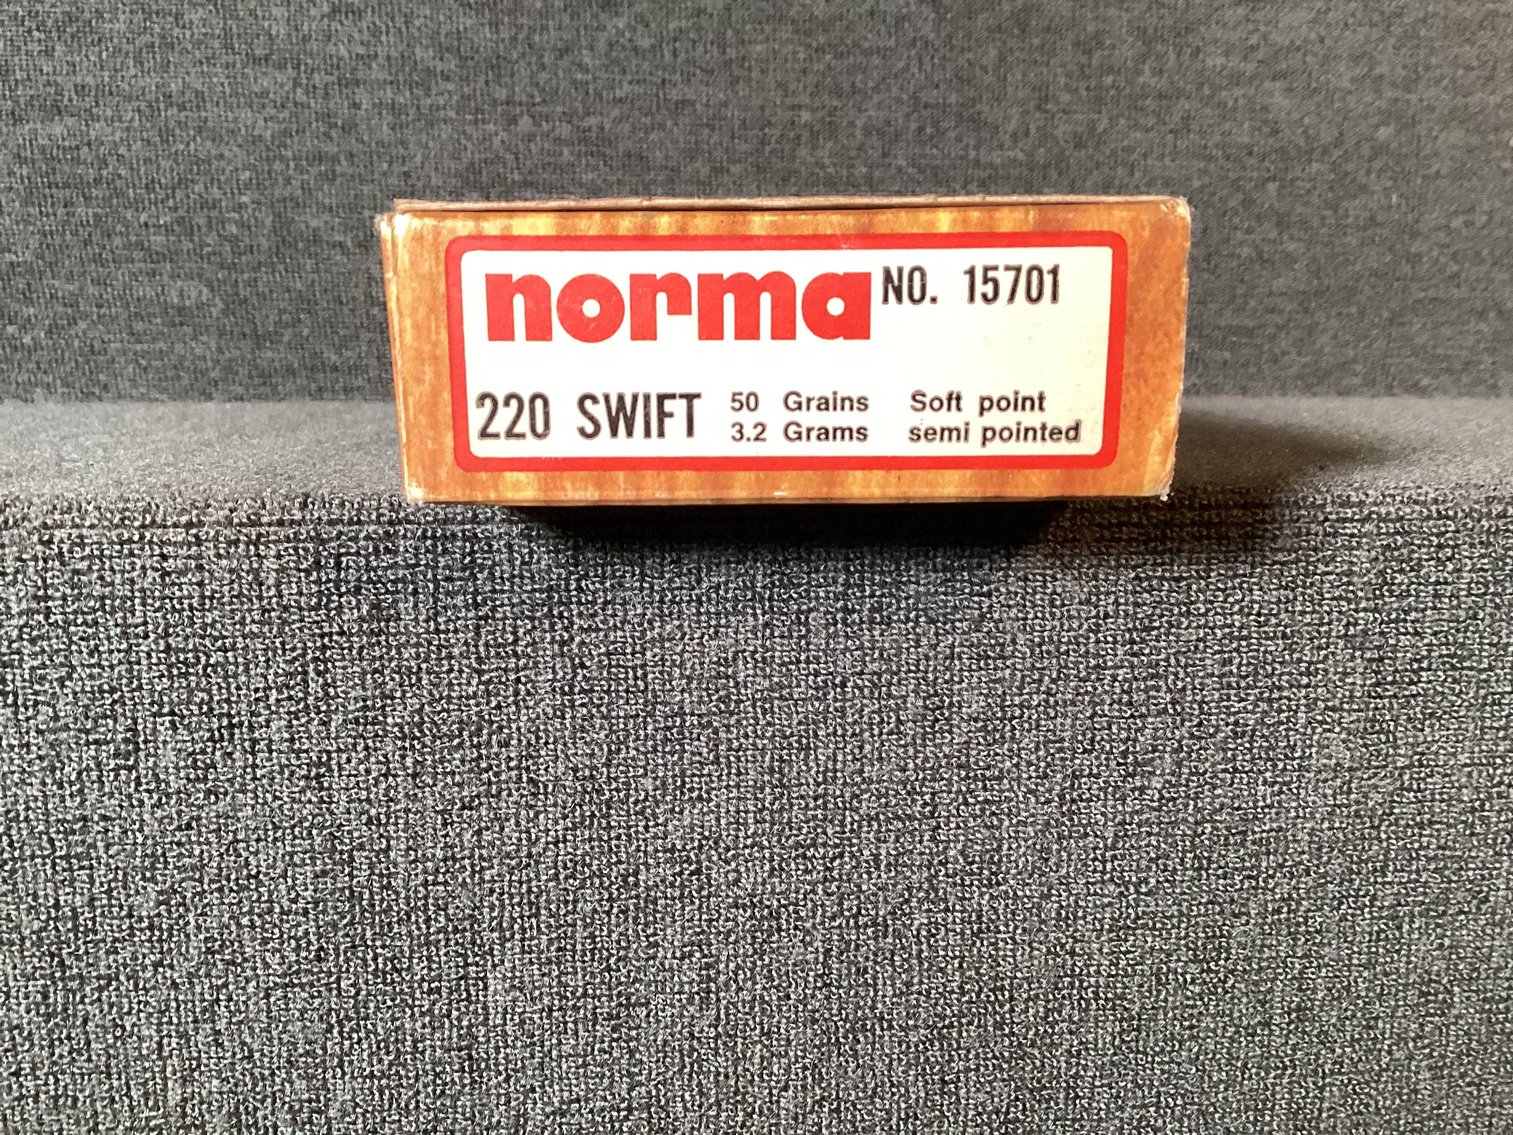 norma NO. 15701
220 SWIFT 50 Grains Soft point
3.2 Grams semi pointed